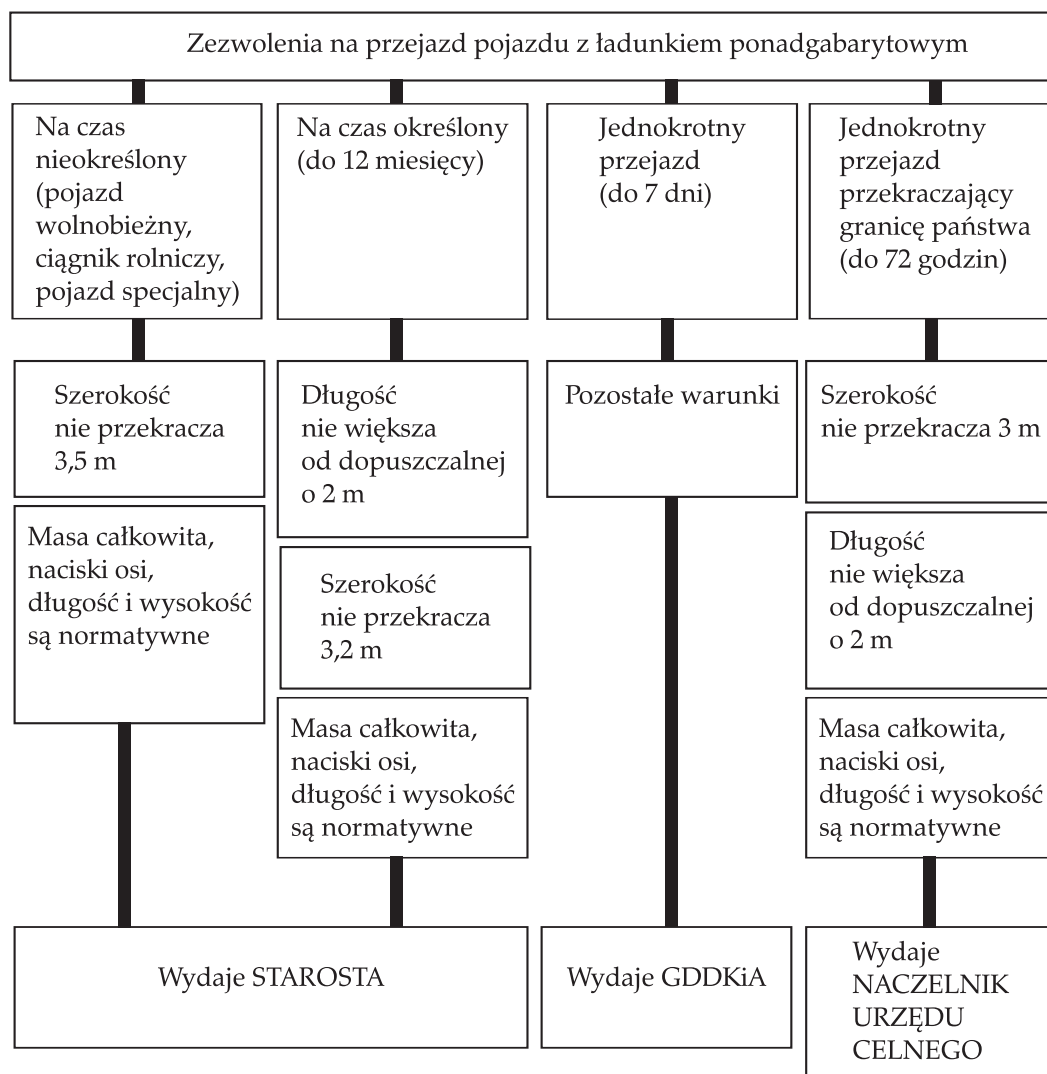 Zezwolenia na przejazd pojazdu z ładunkiem ponadgabarytowym
Na czas
nieokreślony
(pojazd
wolnobieżny,
ciągnik rolniczy,
pojazd specjalny)
Na czas określony
(do 12 miesięcy)
Jednokrotny
przejazd
(do 7 dni)
Jednokrotny
przejazd
przekraczający
granicę państwa
(do 72 godzin)
Szerokość
nie przekracza
3,5 m
Długość
nie większa
od dopuszczalnej
o 2 m
Pozostałe warunki
Szerokość
nie przekracza 3 m
Masa całkowita,
naciski osi,
długość i wysokość
są normatywne
Szerokość
nie przekracza
3,2 m
Długość
nie większa
od dopuszczalnej
o 2 m
Masa całkowita,
naciski osi,
długość i wysokość
są normatywne
Masa całkowita,
naciski osi,
długość i wysokość
są normatywne
Wydaje STAROSTA
Wydaje GDDKiA
Wydaje
NACZELNIK
URZĘDU
CELNEGO